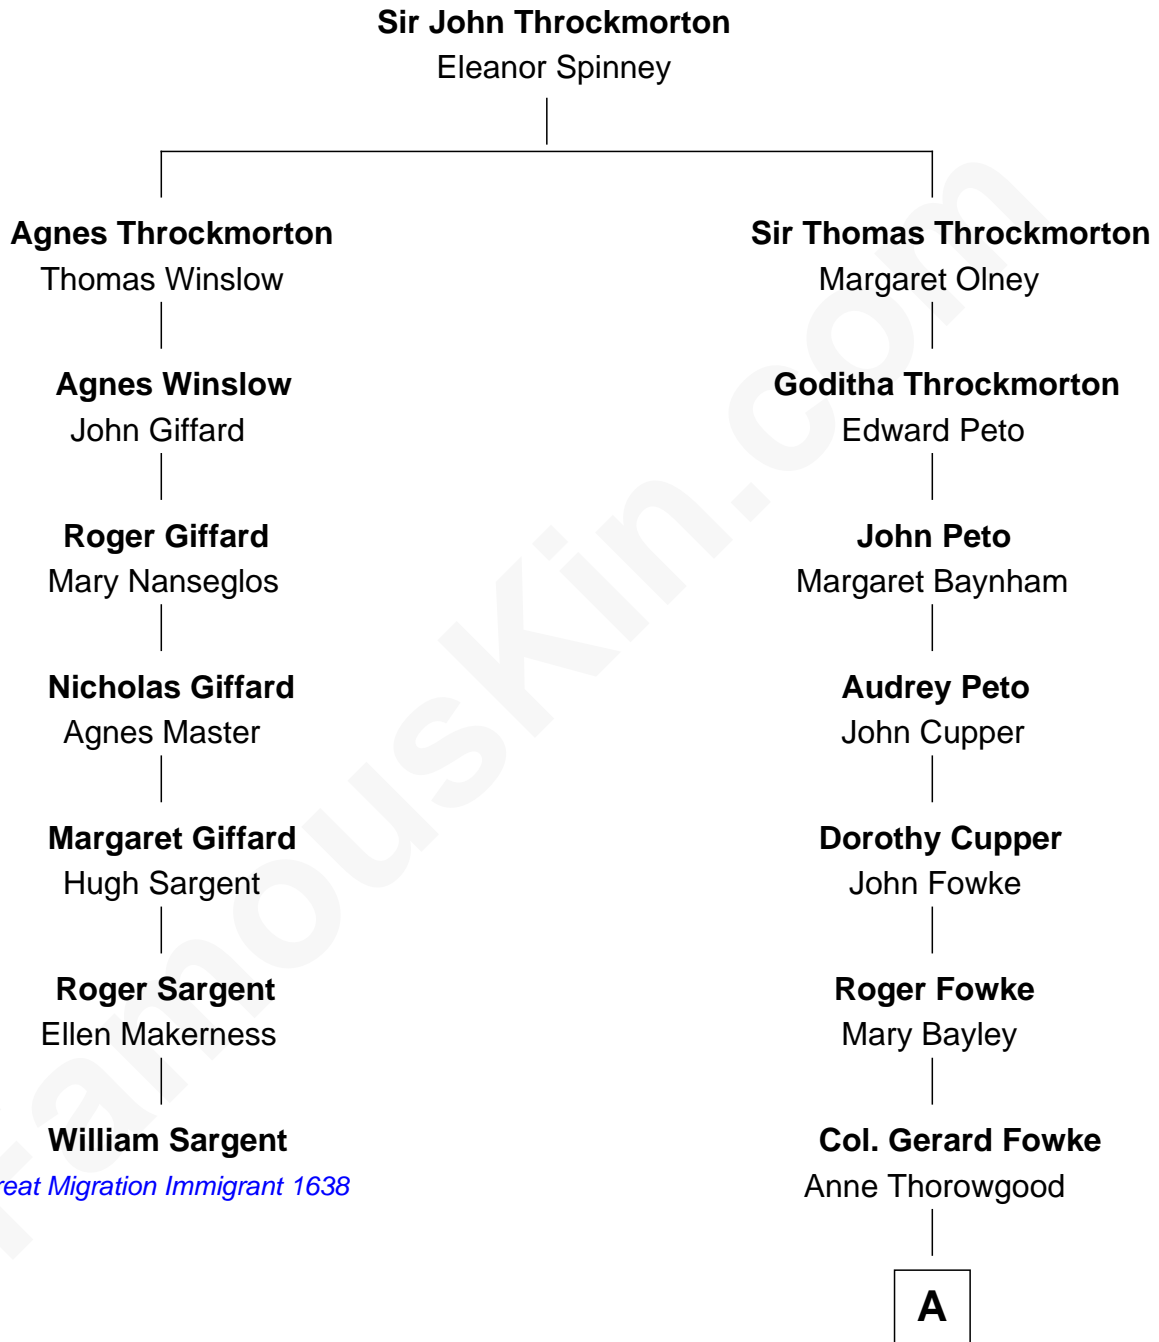 Sir John Throckmorton
Eleanor Spinney
Agnes Throckmorton
Thomas Winslow
Sir Thomas Throckmorton
Margaret Olney
Agnes Winslow
John Giffard
Goditha Throckmorton
Edward Peto
Roger Giffard
Mary Nanseglos
John Peto
Margaret Baynham
Nicholas Giffard
Agnes Master
Audrey Peto
John Cupper
Margaret Giffard
Hugh Sargent
Dorothy Cupper
John Fowke
Roger Sargent
Ellen Makerness
Roger Fowke
Mary Bayley
William Sargent
reat Migration Immigrant 1638
Col. Gerard Fowke
Anne Thorowgood
A
FamousKin.com